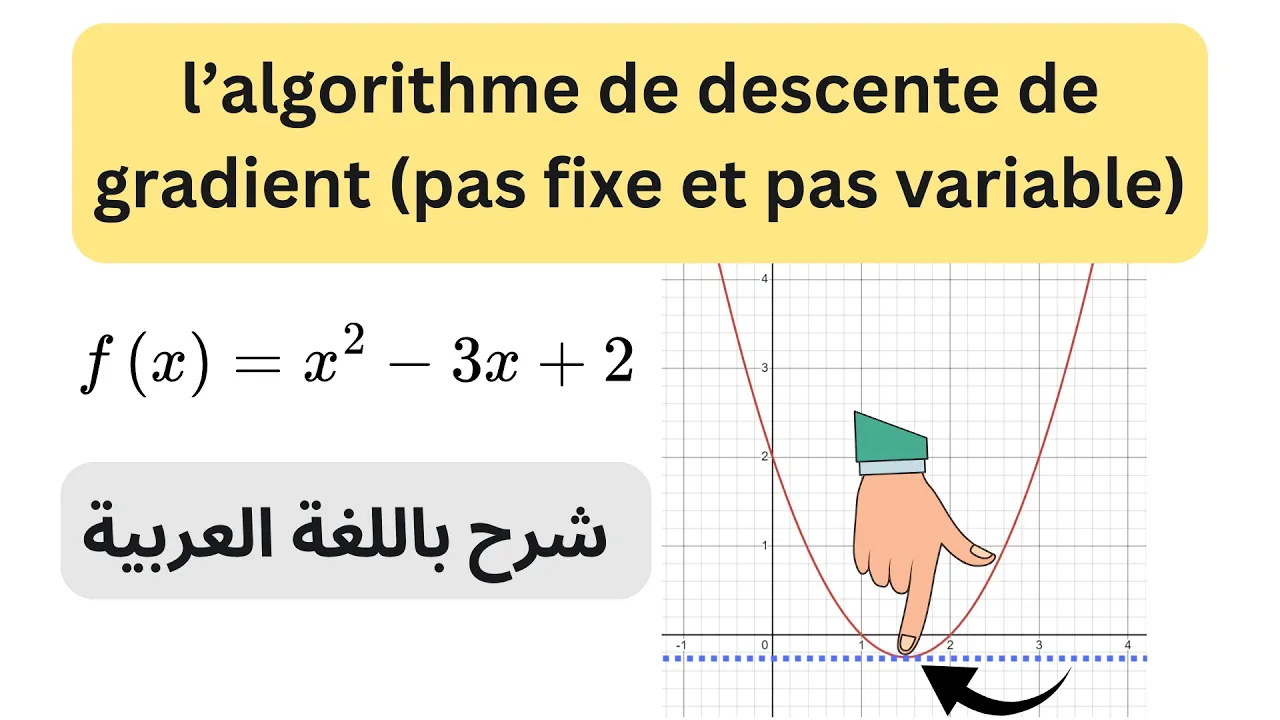 l’algorithme de descente de
gradient (pas fixe et pas variable)
f (x) = x² − 3x + 2
شرح باللغة العربية
4
3
2
1
-1 0 1 2 3 4